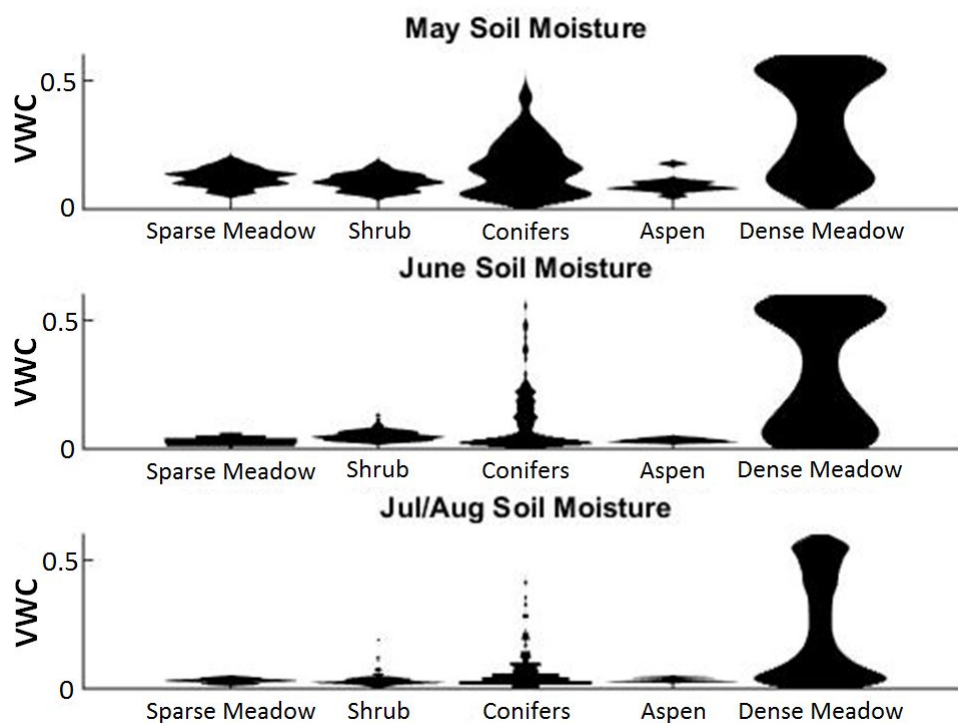 May Soil Moisture
VWC
0.5
0
Sparse Meadow Shrub Conifers Aspen Dense Meadow
June Soil Moisture
VWC
0.5
0
Sparse Meadow Shrub Conifers Aspen Dense Meadow
Jul/Aug Soil Moisture
VWC
0.5
0
Sparse Meadow Shrub Conifers Aspen Dense Meadow